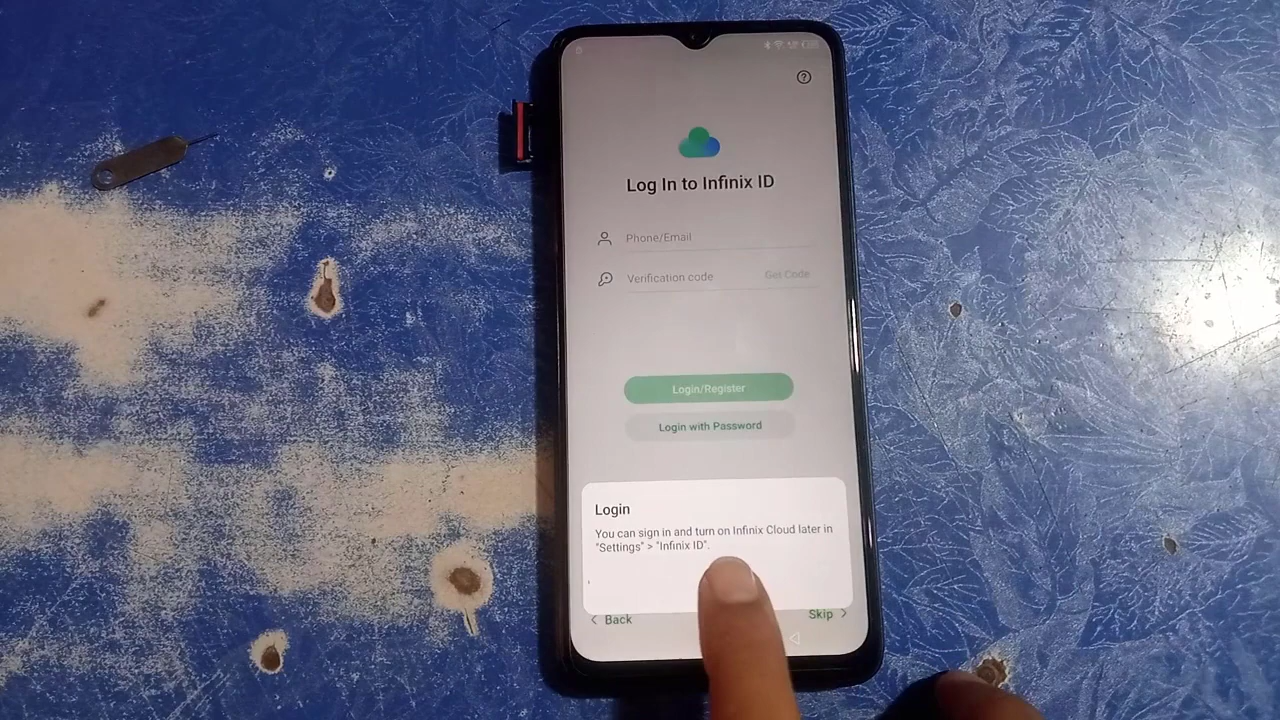 Log In to Infinix ID
Phone/Email
Verification code Get Code
Login/Register
Login with Password
Login
You can sign in and turn on Infinix Cloud later in
"Settings" > "Infinix ID".
Back
Skip